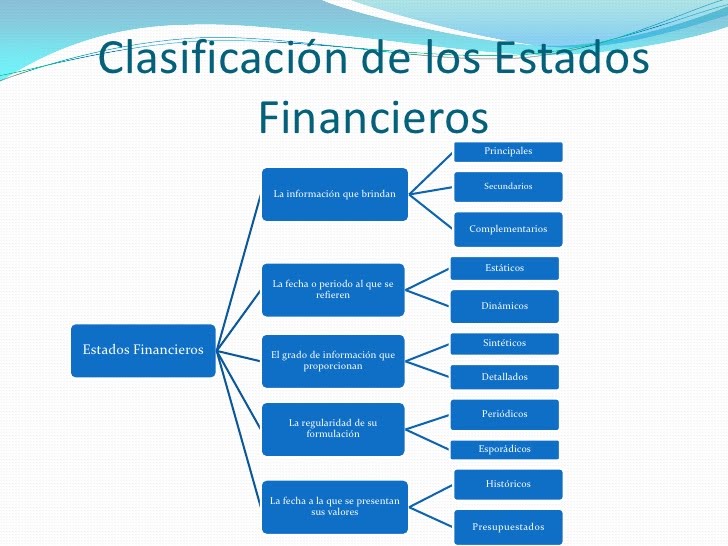 Clasificación de los Estados
Financieros
Estados Financieros
La información que brindan
Principales
Secundarios
Complementarios
La fecha o periodo al que se
refieren
Estáticos
Dinámicos
El grado de información que
proporcionan
Sintéticos
Detallados
La regularidad de su
formulación
Periódicos
Esporádicos
La fecha a la que se presentan
sus valores
Históricos
Presupuestados